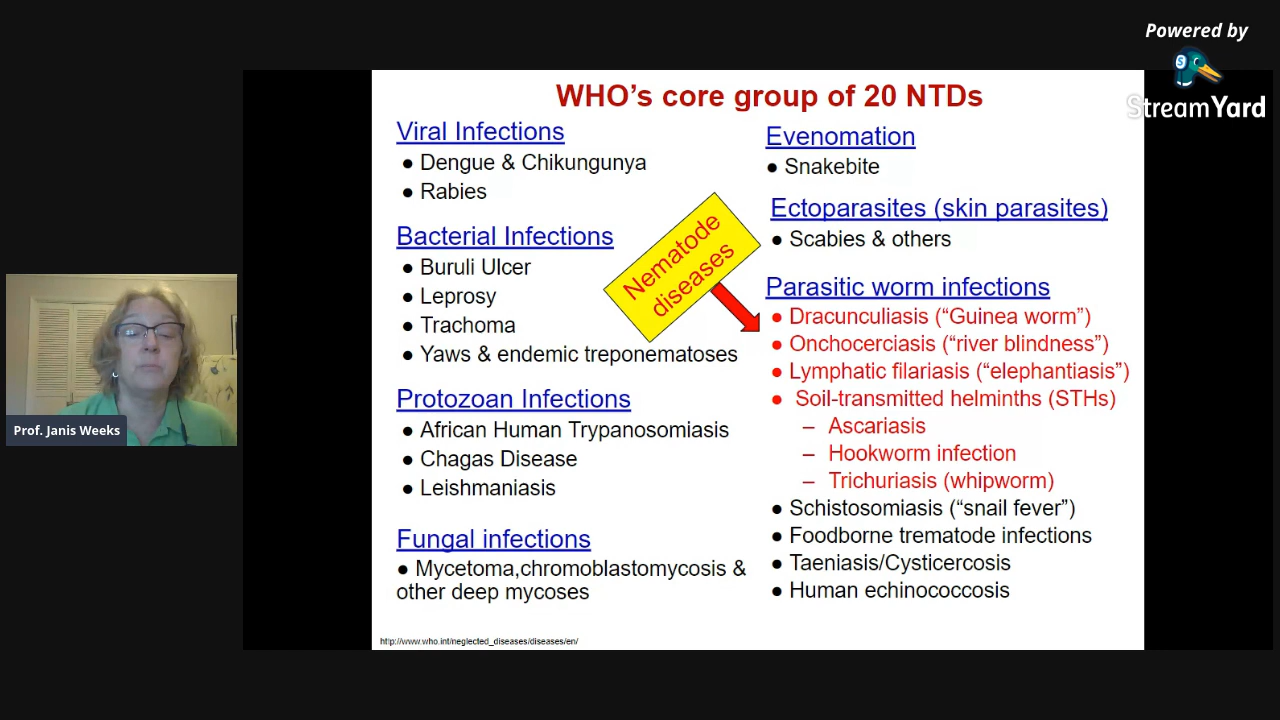 Powered by
StreamYard
WHO’s core group of 20 NTDs
Viral Infections
● Dengue & Chikungunya
● Rabies
Bacterial Infections
● Buruli Ulcer
● Leprosy
● Trachoma
● Yaws & endemic treponematoses
Protozoan Infections
● African Human Trypanosomiasis
● Chagas Disease
● Leishmaniasis
Fungal infections
● Mycetoma,chromoblastomycosis &
other deep mycoses
Nematode
diseases
Evenomation
● Snakebite
Ectoparasites (skin parasites)
● Scabies & others
Parasitic worm infections
● Dracunculiasis (“Guinea worm”)
● Onchocerciasis (“river blindness”)
● Lymphatic filariasis (“elephantiasis”)
● Soil-transmitted helminths (STHs)
– Ascariasis
– Hookworm infection
– Trichuriasis (whipworm)
● Schistosomiasis (“snail fever”)
● Foodborne trematode infections
● Taeniasis/Cysticercosis
● Human echinococcosis
http://www.who.int/neglected_diseases/diseases/en/
Prof. Janis Weeks